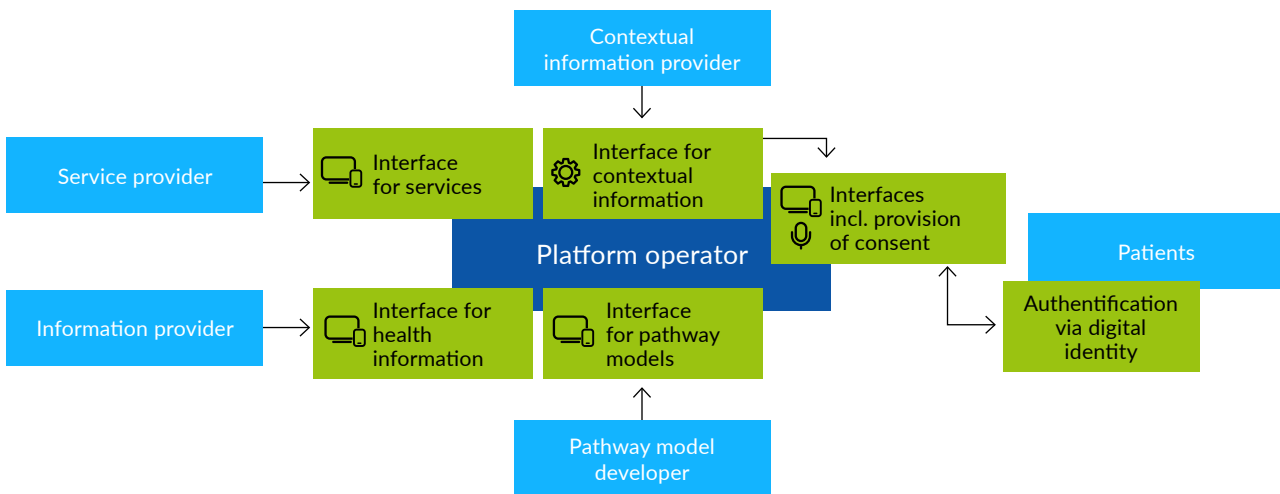 Contextual
information provider
Service provider
Interface
for services
Interface for
contextual
information
Interfaces
incl. provision
of consent
Platform operator
Patients
Information provider
Interface for
health
information
Interface
for pathway
models
Authentification
via digital
identity
Pathway model
developer